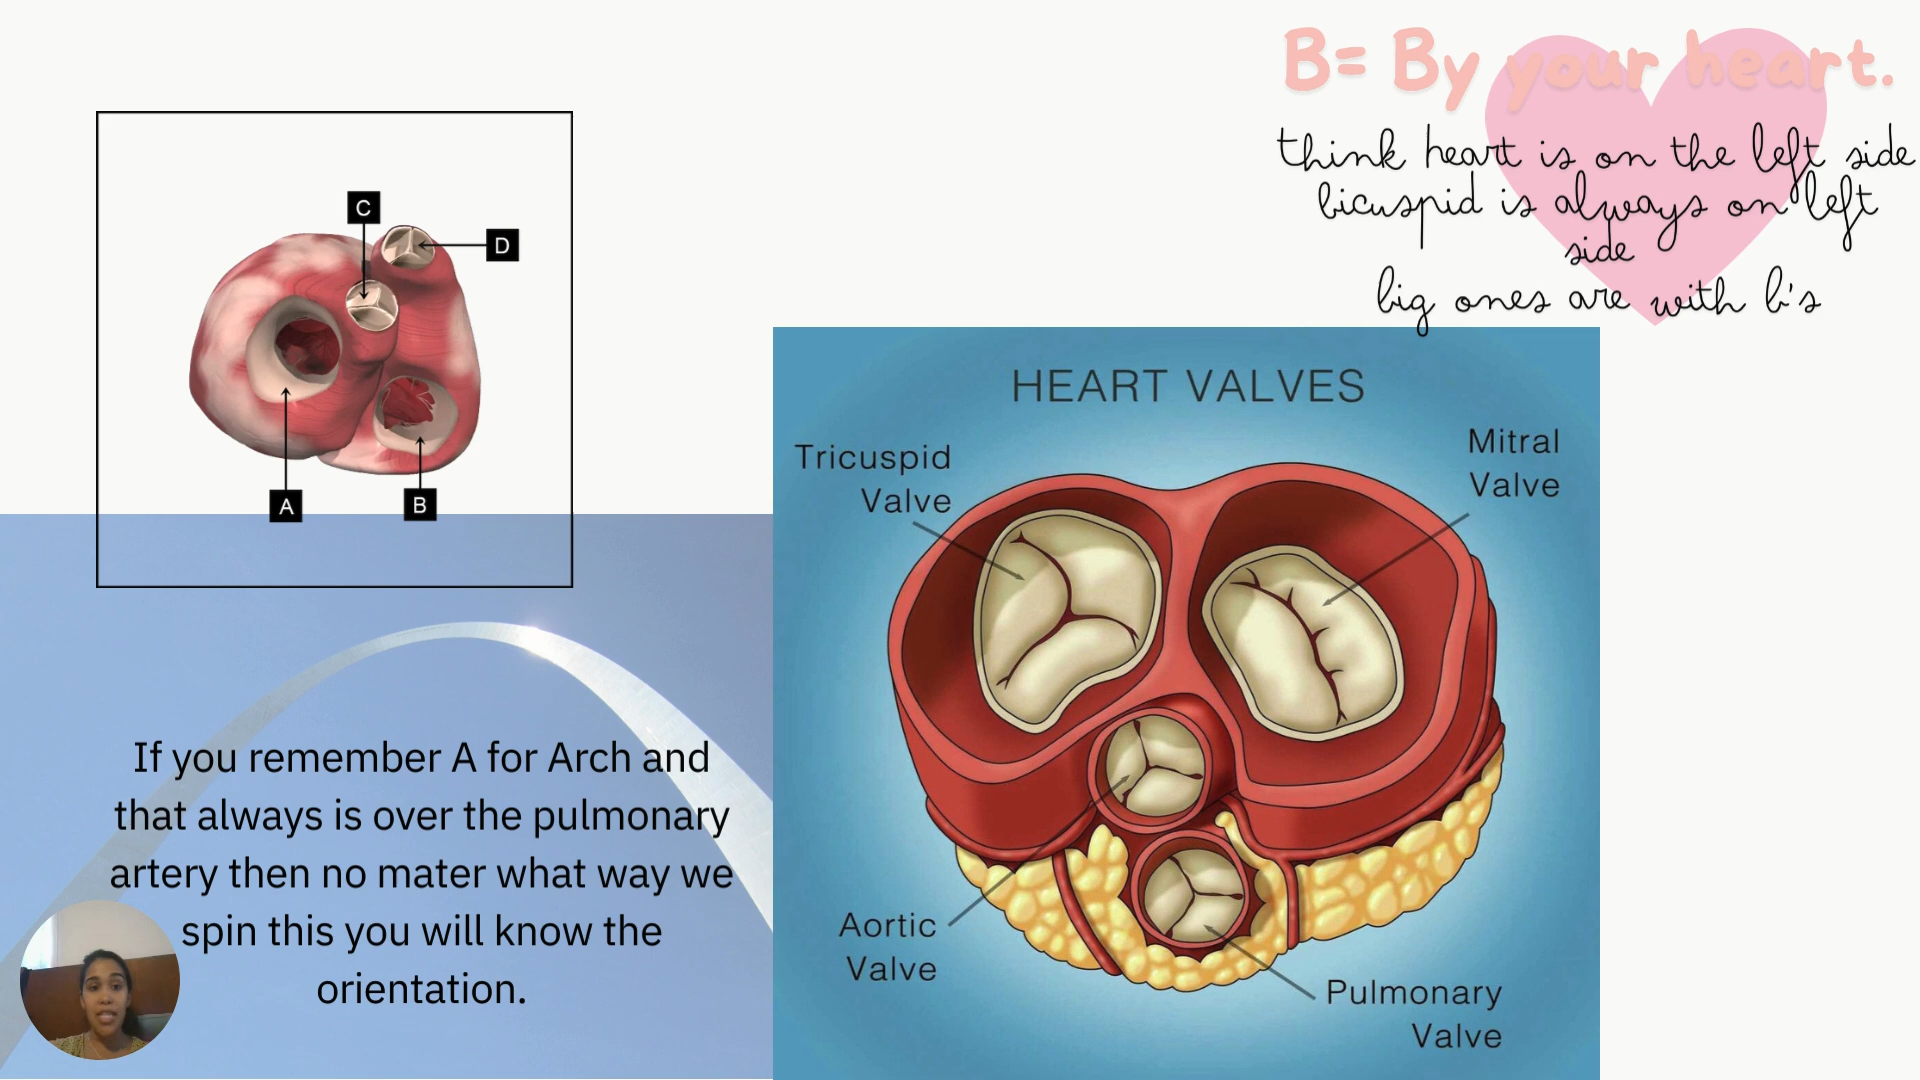 B= By your heart.
think heart is on the left side
bicuspid is always on left
side
big ones are with b's
C
D
A
B
HEART VALVES
Tricuspid
Valve
Mitral
Valve
Aortic
Valve
Pulmonary
Valve
If you remember A for Arch and
that always is over the pulmonary
artery then no mater what way we
spin this you will know the
orientation.